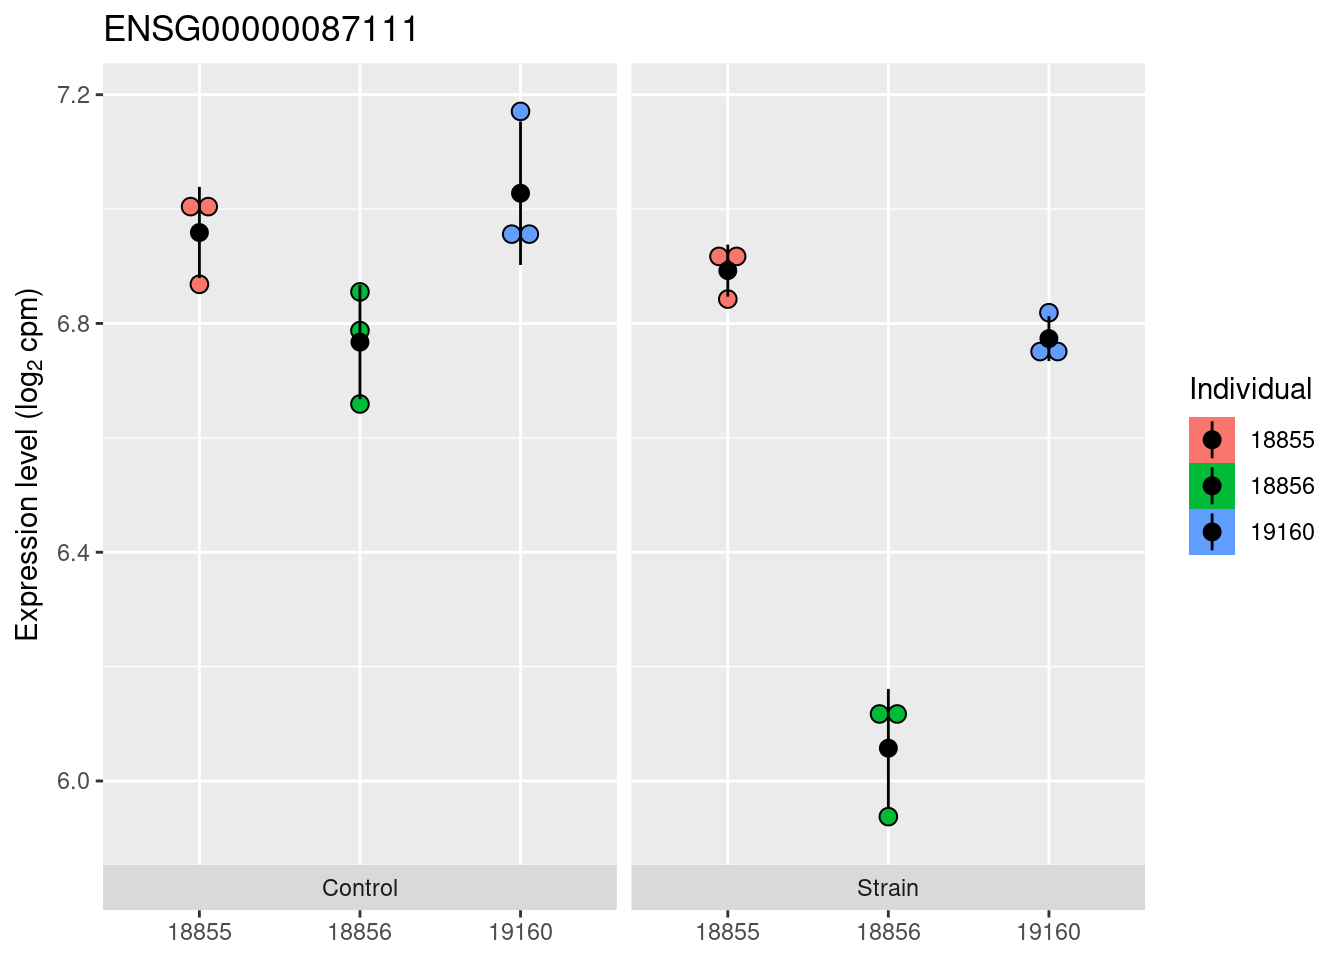 ENSG00000087111
Expression level (log₂ cpm)
7.2
6.8
6.4
6.0
Control
Strain
18855
18856
19160
18855
18856
19160
Individual
18855
18856
19160